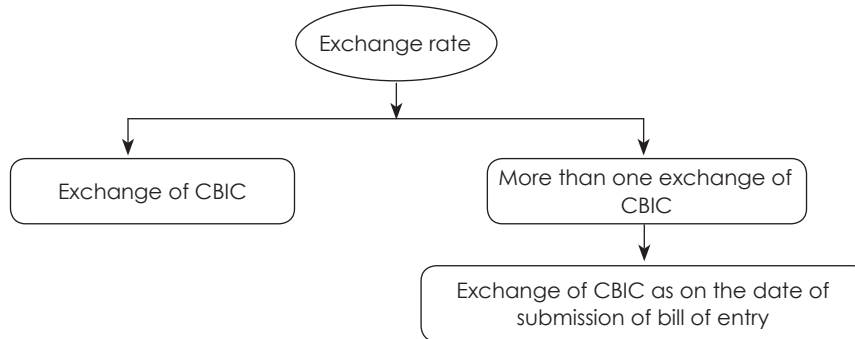 Exchange rate
Exchange of CBIC
More than one exchange of
CBIC
Exchange of CBIC as on the date of
submission of bill of entry